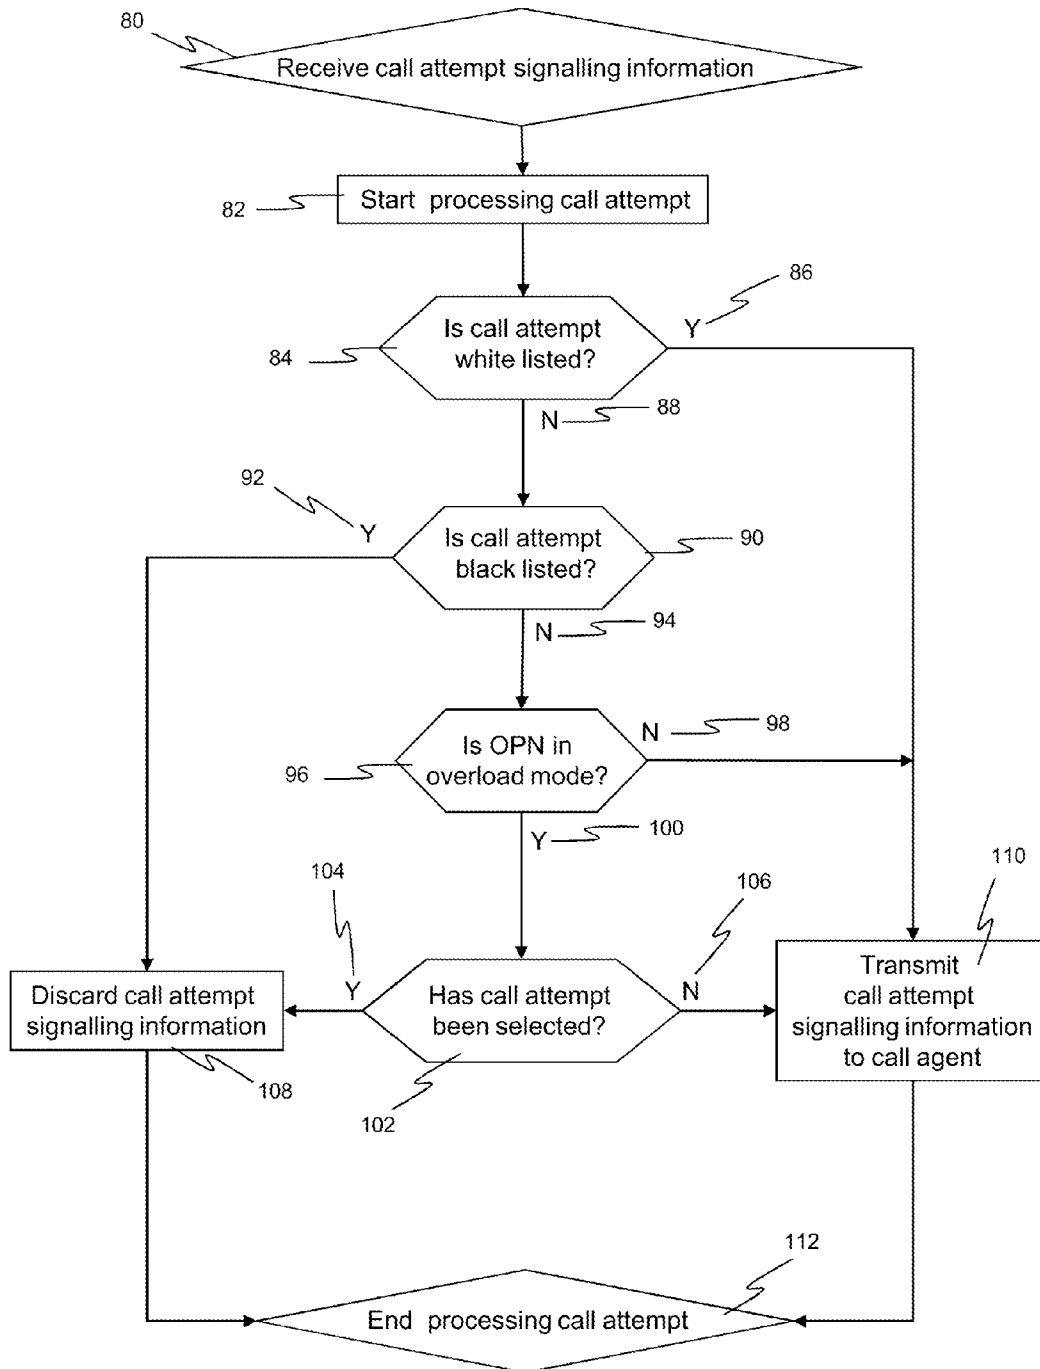 80
Receive call attempt signalling information
82
Start processing call attempt
86
Is call attempt
white listed?
Y
84
N
88
92
Y
Is call attempt
black listed?
90
N
94
Is OPN in
overload mode?
N
98
96
Y
100
104
106
110
Discard call attempt
signalling information
Y
Has call attempt
been selected?
N
Transmit
call attempt
signalling information
to call agent
108
102
112
End processing call attempt